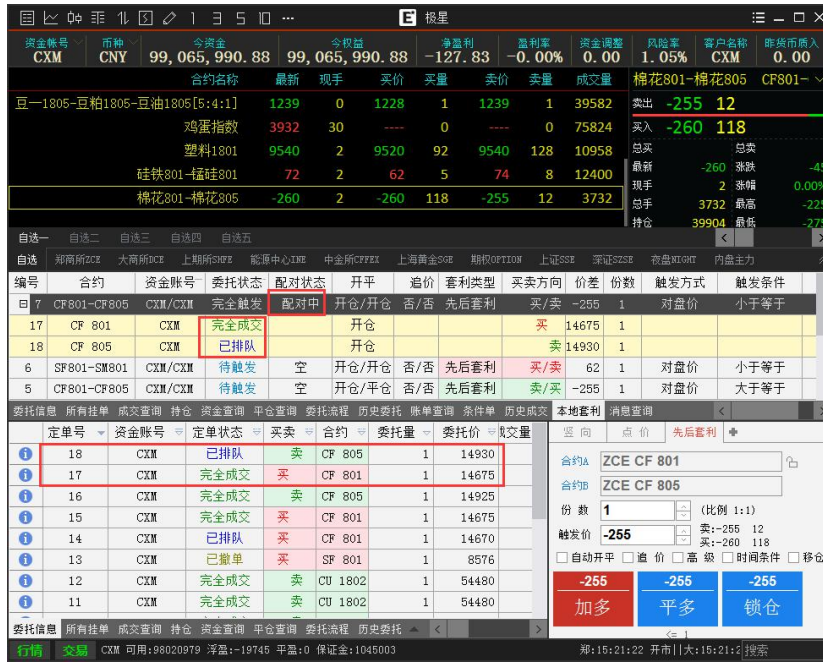 1 3 5 10 ... E 极星
资金帐号 币种 今资金 今权益 净盈利 盈利率 资金调整 风险率 客户名称 昨货币质入
CXM CNY 99,065,990.88 99,065,990.88 -127.83 -0.00% 0.00 1.05% CXM 0.00
合约名称 最新 现手 买价 买量 卖价 卖量 成交量 棉花801-棉花805 CF801-
豆一1805-豆粕1805-豆油1805[5:4:1] 1239 0 1228 1 1239 1 39582 卖出 -255 12
鸡蛋指数 3932 30 ---- 0 ---- 0 75824 买入 -260 118
塑料1801 9540 2 9520 92 9540 128 10958 总买 总卖
硅铁801-锰硅801 72 2 62 5 74 8 12400 最新 -260 涨跌 -45
棉花801-棉花805 -260 2 -260 118 -255 12 3732 现手 2 涨幅 0.00%
总手 3732 最高 -225
持仓 39904 最低 -275
自选一 自选二 自选三 自选四 自选五
自选 郑商所ZCE 大商所DCE 上期所SHFE 能源中心INE 中金所CFFEX 上海黄金SGE 期权OPTION 上证SSE 深证SZSE 夜盘NIGHT 内盘主力
编号 合约 资金账号 委托状态 配对状态 开平 追价 套利类型 买卖方向 价差 份数 触发方式 触发条件
7 CF801-CF805 CXM/CXM 完全触发 配对中 开仓/开仓 否/否 先后套利 买/卖 -255 1 对盘价 小于等于
17 CF 801 CXM 完全成交 开仓 买 14675 1
18 CF 805 CXM 已排队 开仓 卖 14930 1
6 SF801-SM801 CXM/CXM 待触发 空 开仓/开仓 否/否 先后套利 买/卖 62 1 对盘价 小于等于
5 CF801-CF805 CXM/CXM 待触发 空 开仓/平仓 否/否 先后套利 卖/买 -255 1 对盘价 大于等于
委托信息 所有挂单 成交查询 持仓 资金查询 平仓查询 委托流程 历史委托 账单查询 条件单 历史成交 本地套利 消息查询
定单号 资金账号 定单状态 买卖 合约 委托量 委托价 成交量 竖向 点价 先后套利
18 CXM 已排队 卖 CF 805 1 14930
17 CXM 完全成交 买 CF 801 1 14675
16 CXM 完全成交 卖 CF 805 1 14925
15 CXM 完全成交 买 CF 801 1 14675
14 CXM 已排队 买 CF 801 1 14670
13 CXM 已撤单 买 SF 801 1 8576
12 CXM 完全成交 卖 CU 1802 1 54480
11 CXM 完全成交 卖 CU 1802 1 54480
合约A ZCE CF 801
合约B ZCE CF 805
份 数 1 (比例 1:1)
触发价 -255 卖:-255 12
买:-260 118
自动开平 追 价 高 级 时间条件 移仓
-255 -255 -255
加多 平多 锁仓
<= 1
委托信息 所有挂单 成交查询 持仓 资金查询 平仓查询 委托流程 历史委托
行情 交易 CXM 可用:98020979 浮盈:-19745 平盈:0 保证金:1045003 郑:15:21:22 开市||大:15:21:2 搜索